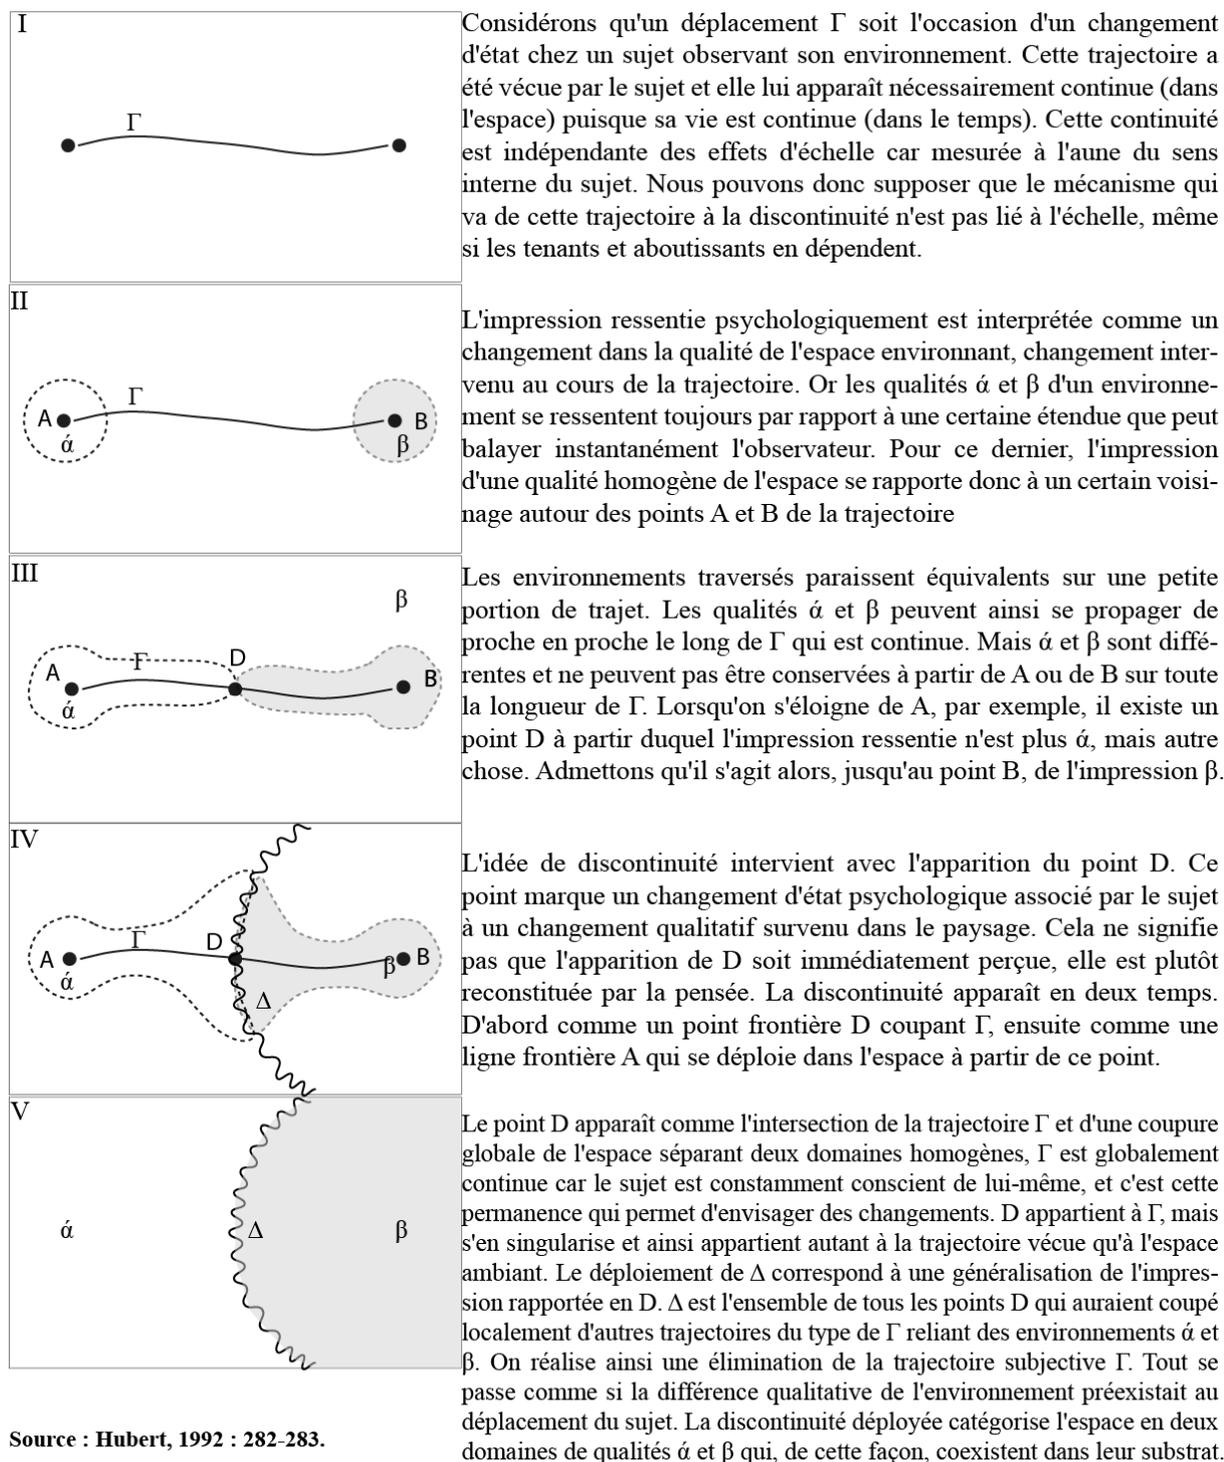 I
Γ
Considérons qu'un déplacement Γ soit l'occasion d'un changement
d'état chez un sujet observant son environnement. Cette trajectoire a
été vécue par le sujet et elle lui apparaît nécessairement continue (dans
l'espace) puisque sa vie est continue (dans le temps). Cette continuité
est indépendante des effets d'échelle car mesurée à l'aune du sens
interne du sujet. Nous pouvons donc supposer que le mécanisme qui
va de cette trajectoire à la discontinuité n'est pas lié à l'échelle, même
si les tenants et aboutissants en dépendent.
II
Γ
A
ά
B
β
L'impression ressentie psychologiquement est interprétée comme un
changement dans la qualité de l'espace environnant, changement inter-
venu au cours de la trajectoire. Or les qualités ά et β d'un environne-
ment se ressentent toujours par rapport à une certaine étendue que peut
balayer instantanément l'observateur. Pour ce dernier, l'impression
d'une qualité homogène de l'espace se rapporte donc à un certain voisi-
nage autour des points A et B de la trajectoire
III
β
A
Γ
D
B
ά
Les environnements traversés paraissent équivalents sur une petite
portion de trajet. Les qualités ά et β peuvent ainsi se propager de
proche en proche le long de Γ qui est continue. Mais ά et β sont diffé-
rentes et ne peuvent pas être conservées à partir de A ou de B sur toute
la longueur de Γ. Lorsqu'on s'éloigne de A, par exemple, il existe un
point D à partir duquel l'impression ressentie n'est plus ά, mais autre
chose. Admettons qu'il s'agit alors, jusqu'au point B, de l'impression β.
IV
A
Γ
D
B
ά
β
Δ
L'idée de discontinuité intervient avec l'apparition du point D. Ce
point marque un changement d'état psychologique associé par le sujet
à un changement qualitatif survenu dans le paysage. Cela ne signifie
pas que l'apparition de D soit immédiatement perçue, elle est plutôt
reconstituée par la pensée. La discontinuité apparaît en deux temps.
D'abord comme un point frontière D coupant Γ, ensuite comme une
ligne frontière A qui se déploie dans l'espace à partir de ce point.
V
ά
Δ
β
Le point D apparaît comme l'intersection de la trajectoire Γ et d'une coupure
globale de l'espace séparant deux domaines homogènes, Γ est globalement
continue car le sujet est constamment conscient de lui-même, et c'est cette
permanence qui permet d'envisager des changements. D appartient à Γ, mais
s'en singularise et ainsi appartient autant à la trajectoire vécue qu'à l'espace
ambiant. Le déploiement de Δ correspond à une généralisation de l'impres-
sion rapportée en D. Δ est l'ensemble de tous les points D qui auraient coupé
localement d'autres trajectoires du type de Γ reliant des environnements ά et
β. On réalise ainsi une élimination de la trajectoire subjective Γ. Tout se
passe comme si la différence qualitative de l'environnement préexistait au
déplacement du sujet. La discontinuité déployée catégorise l'espace en deux
domaines de qualités ά et β qui, de cette façon, coexistent dans leur substrat.
Source : Hubert, 1992 : 282-283.